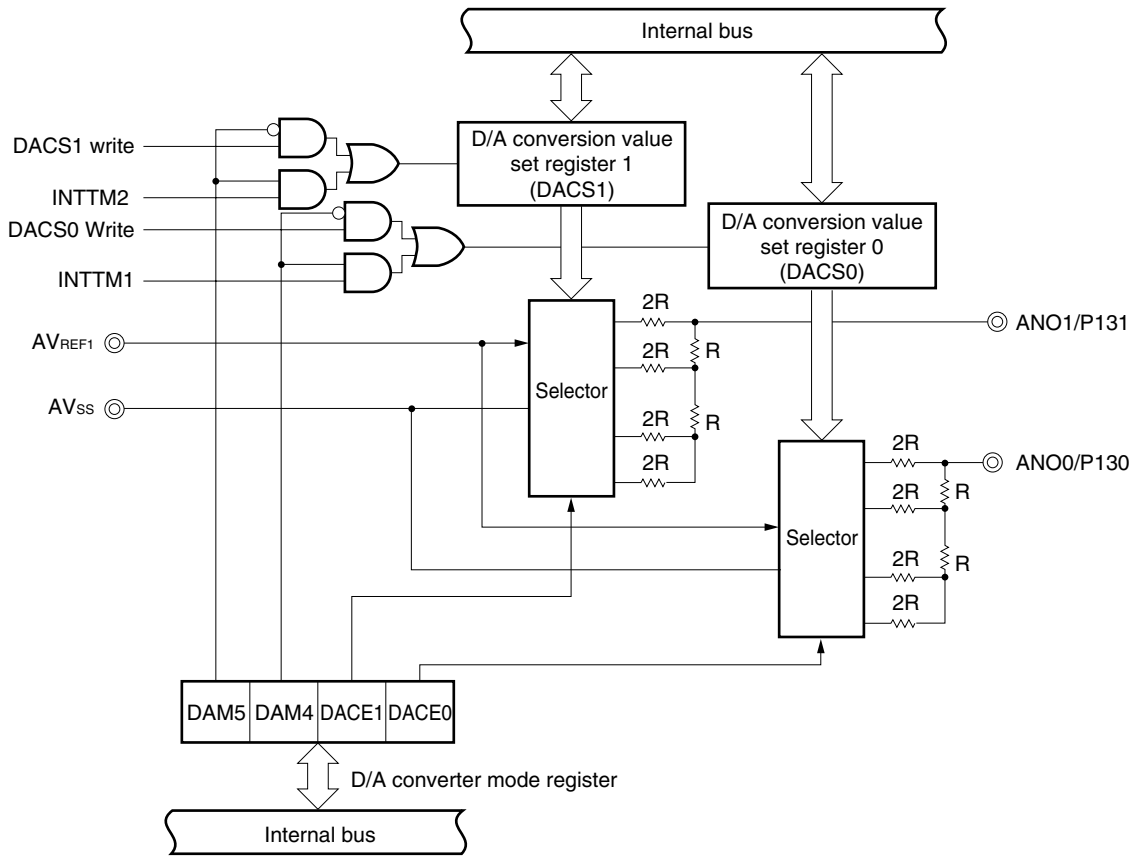 Internal bus
DACS1 write
D/A conversion value
set register 1
(DACS1)
INTTM2
DACS0 Write
D/A conversion value
set register 0
(DACS0)
INTTM1
2R
ANO1/P131
AVREF1
2R
R
Selector
AVSS
2R
R
2R
2R
ANO0/P130
2R
R
Selector
2R
R
2R
DAM5
DAM4
DACE1
DACE0
D/A converter mode register
Internal bus